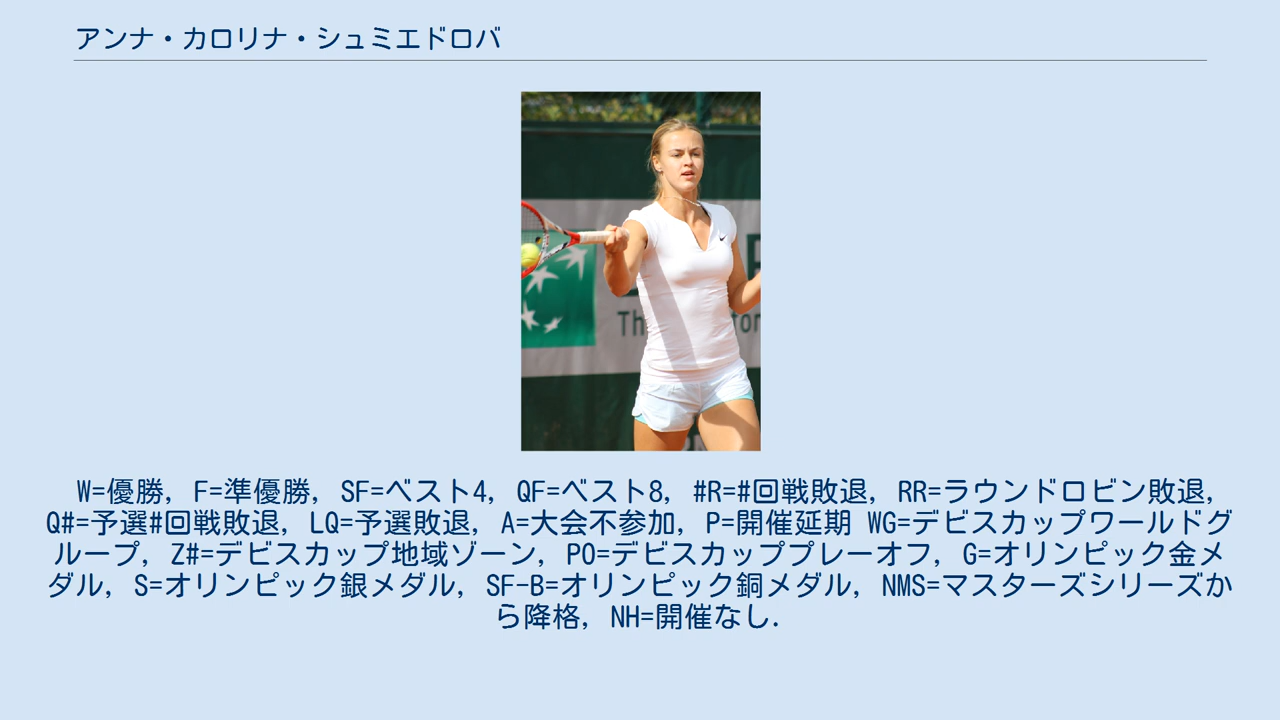 アンナ・カロリナ・シュミエドロバ
Th
for
W=優勝, F=準優勝, SF=ベスト4, QF=ベスト8, #R=#回戦敗退, RR=ラウンドロビン敗退,
Q#=予選#回戦敗退, LQ=予選敗退, A=大会不参加, P=開催延期 WG=デビスカップワールドグ
ループ, Z#=デビスカップ地域ゾーン, PO=デビスカッププレーオフ, G=オリンピック金メ
ダル, S=オリンピック銀メダル, SF-B=オリンピック銅メダル, NMS=マスターズシリーズか
ら降格, NH=開催なし.